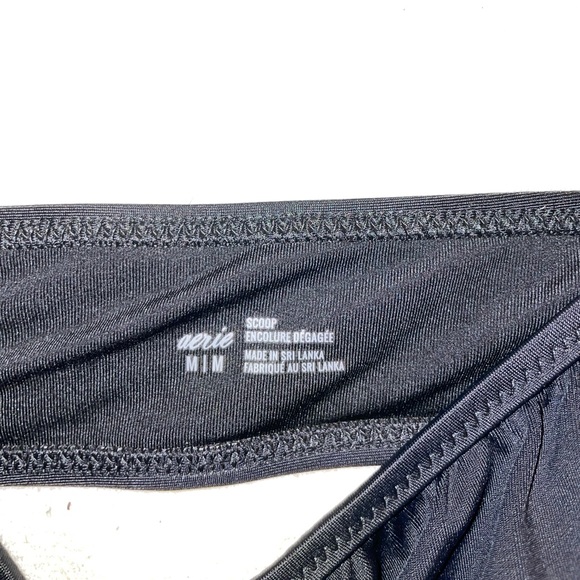 aerie
M | M
SCOOP
ENCOLURE DÉGAGÉE
MADE IN SRI LANKA
FABRIQUÉ AU SRI LANKA